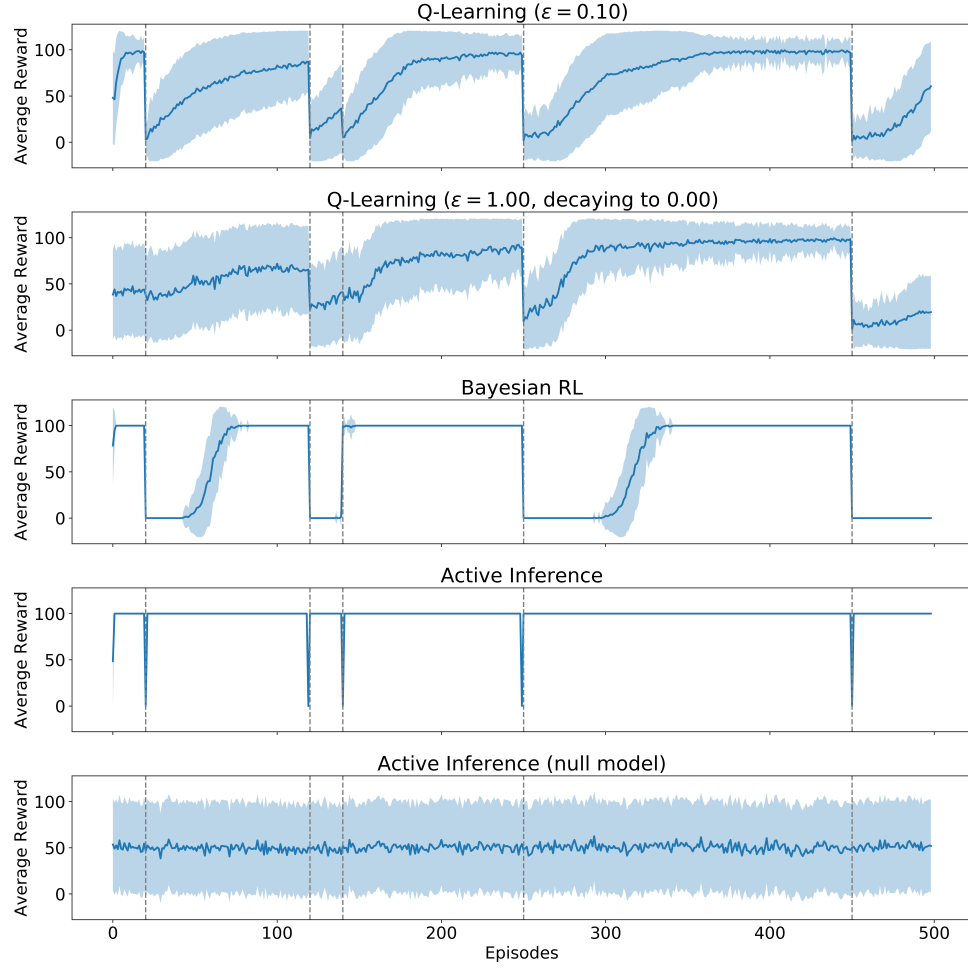 Q-Learning (ε = 0.10)
Average Reward
100
50
0
Q-Learning (ε = 1.00, decaying to 0.00)
Average Reward
100
50
0
Bayesian RL
Average Reward
100
50
0
Active Inference
Average Reward
100
50
0
Active Inference (null model)
Average Reward
100
50
0
0 100 200 300 400 500
Episodes